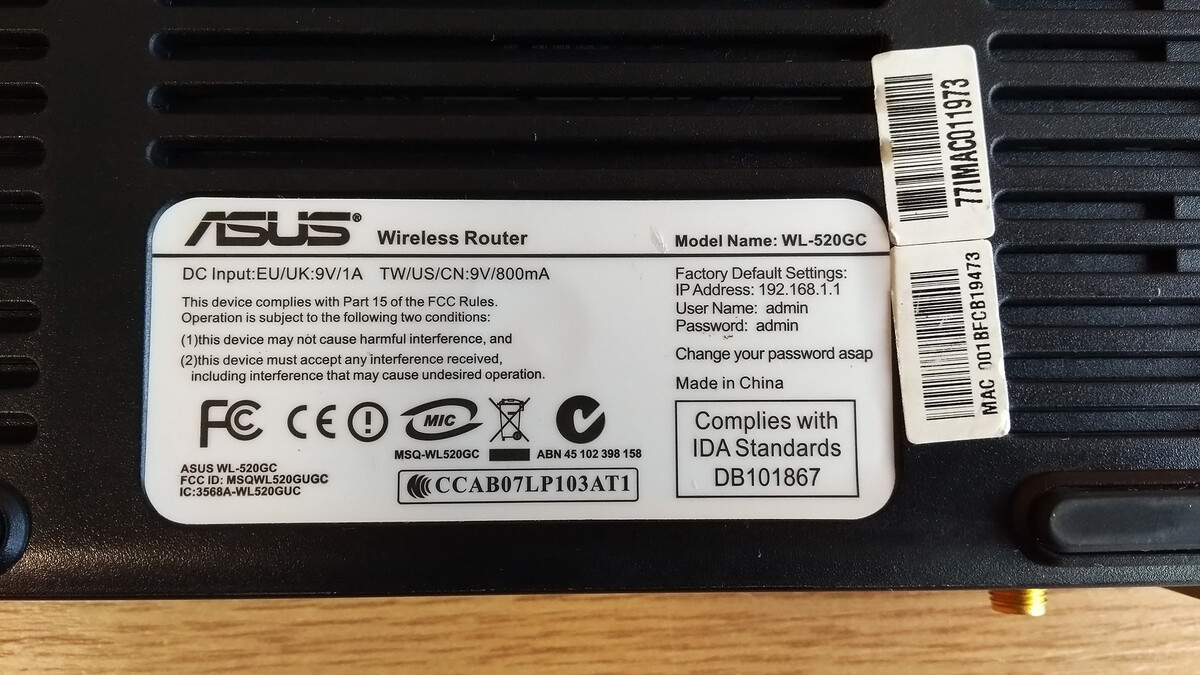 ASUS®
Wireless Router
Model Name: WL-520GC
DC Input:EU/UK:9V/1A TW/US/CN:9V/800mA
This device complies with Part 15 of the FCC Rules.
Operation is subject to the following two conditions:
(1)this device may not cause harmful interference, and
(2)this device must accept any interference received,
including interference that may cause undesired operation.
Factory Default Settings:
IP Address: 192.168.1.1
User Name: admin
Password: admin
Change your password asap
Made in China
FC CE MIC
MSQ-WL520GC
ABN 45 102 398 158
ASUS WL-520GC
FCC ID: MSQWL520GUGC
IC:3568A-WL520GUC
CCAB07LP103AT1
Complies with
IDA Standards
DB101867
77IMAC011973
MAC 001BFCB19473